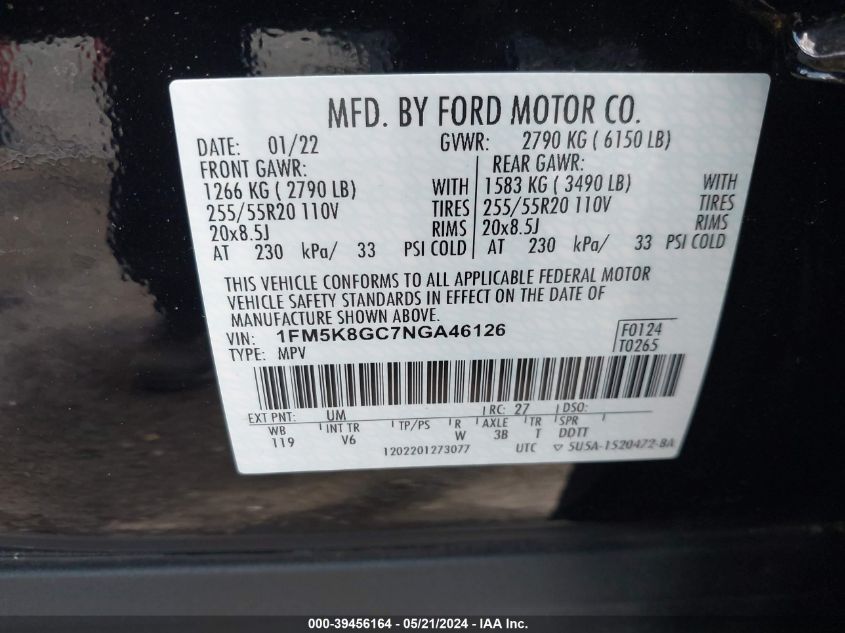 MFD. BY FORD MOTOR CO.
DATE: 01/22 GVWR: 2790 KG ( 6150 LB)
FRONT GAWR: REAR GAWR:
1266 KG ( 2790 LB) WITH 1583 KG ( 3490 LB) WITH
255/55R20 110V TIRES 255/55R20 110V TIRES
20x8.5J RIMS 20x8.5J RIMS
AT 230 kPa/ 33 PSI COLD AT 230 kPa/ 33 PSI COLD
THIS VEHICLE CONFORMS TO ALL APPLICABLE FEDERAL MOTOR
VEHICLE SAFETY STANDARDS IN EFFECT ON THE DATE OF
MANUFACTURE SHOWN ABOVE.
VIN: 1FM5K8GC7NGA46126 F0124
TYPE: MPV T0265
EXT PNT: UM RC: 27 DSO:
WB INT TR TP/PS R AXLE TR SPR
119 V6 W 3B T DDTT
1202201273077 UTC ▽ 5U5A-1520472-8A
000-39456164 - 05/21/2024 - IAA Inc.